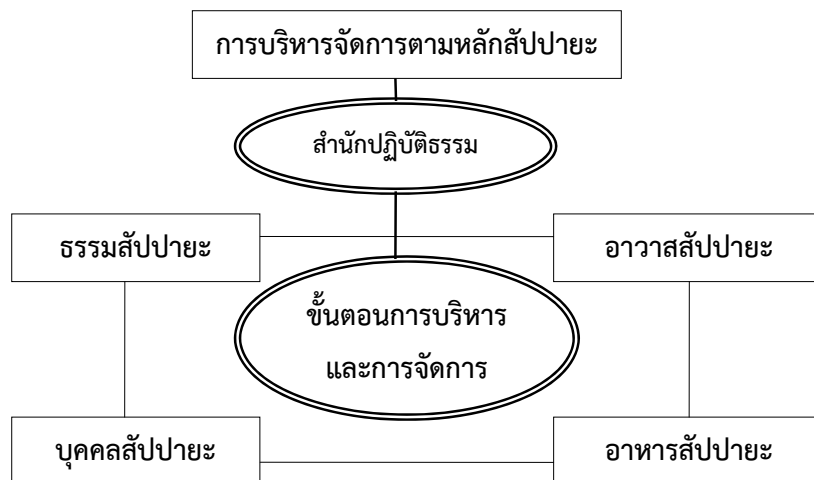 การบริหารจัดการตามหลักสัปปายะ
สำนักปฏิบัติธรรม
ธรรมสัปปายะ
อาวาสสัปปายะ
ขั้นตอนการบริหาร
และการจัดการ
บุคคลสัปปายะ
อาหารสัปปายะ